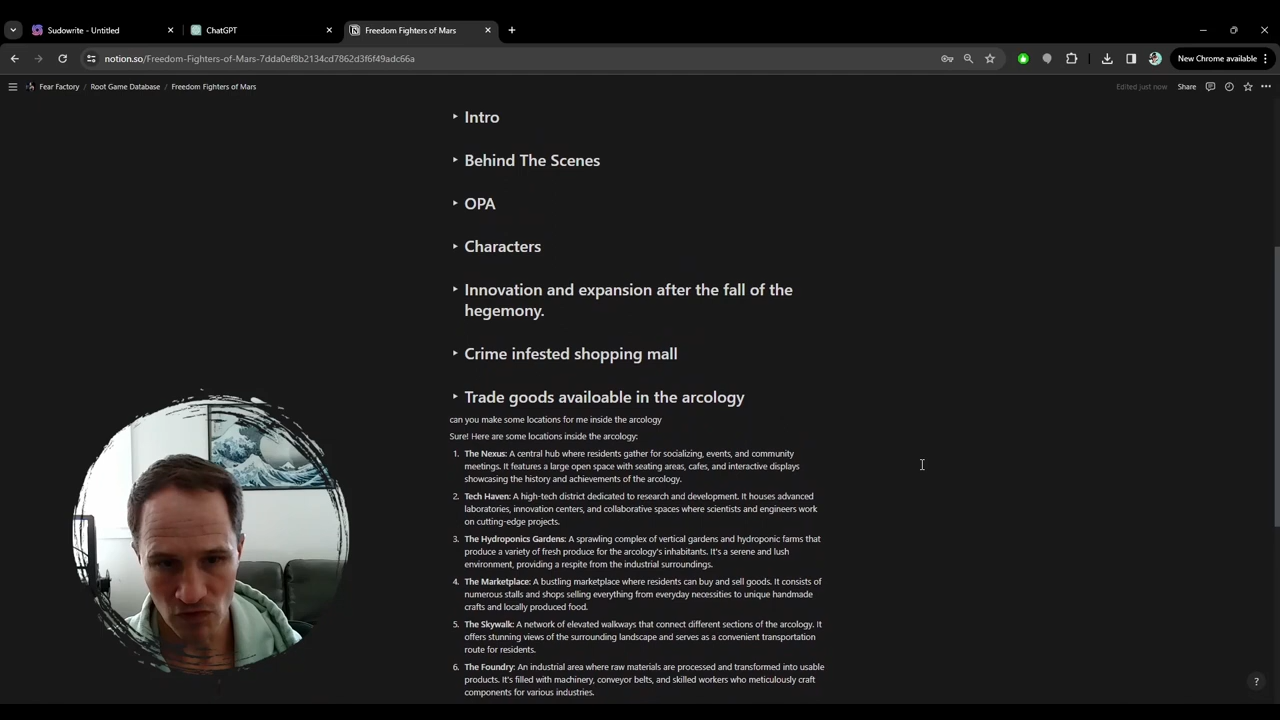 Sudowrite - Untitled
ChatGPT
Freedom Fighters of Mars
notion.so/Freedom-Fighters-of-Mars-7dda0ef8b2134cd7862d3f6f49adc66a
New Chrome available
Fear Factory / Root Game Database / Freedom Fighters of Mars
Edited just now
Share
Intro
Behind The Scenes
OPA
Characters
Innovation and expansion after the fall of the
hegemony.
Crime infested shopping mall
Trade goods availoable in the arcology
can you make some locations for me inside the arcology
Sure! Here are some locations inside the arcology:
1. The Nexus: A central hub where residents gather for socializing, events, and community
meetings. It features a large open space with seating areas, cafes, and interactive displays
showcasing the history and achievements of the arcology.
2. Tech Haven: A high-tech district dedicated to research and development. It houses advanced
laboratories, innovation centers, and collaborative spaces where scientists and engineers work
on cutting-edge projects.
3. The Hydroponics Gardens: A sprawling complex of vertical gardens and hydroponic farms that
produce a variety of fresh produce for the arcology's inhabitants. It's a serene and lush
environment, providing a respite from the industrial surroundings.
4. The Marketplace: A bustling marketplace where residents can buy and sell goods. It consists of
numerous stalls and shops selling everything from everyday necessities to unique handmade
crafts and locally produced food.
5. The Skywalk: A network of elevated walkways that connect different sections of the arcology. It
offers stunning views of the surrounding landscape and serves as a convenient transportation
route for residents.
6. The Foundry: An industrial area where raw materials are processed and transformed into usable
products. It's filled with machinery, conveyor belts, and skilled workers who meticulously craft
components for various industries.
?